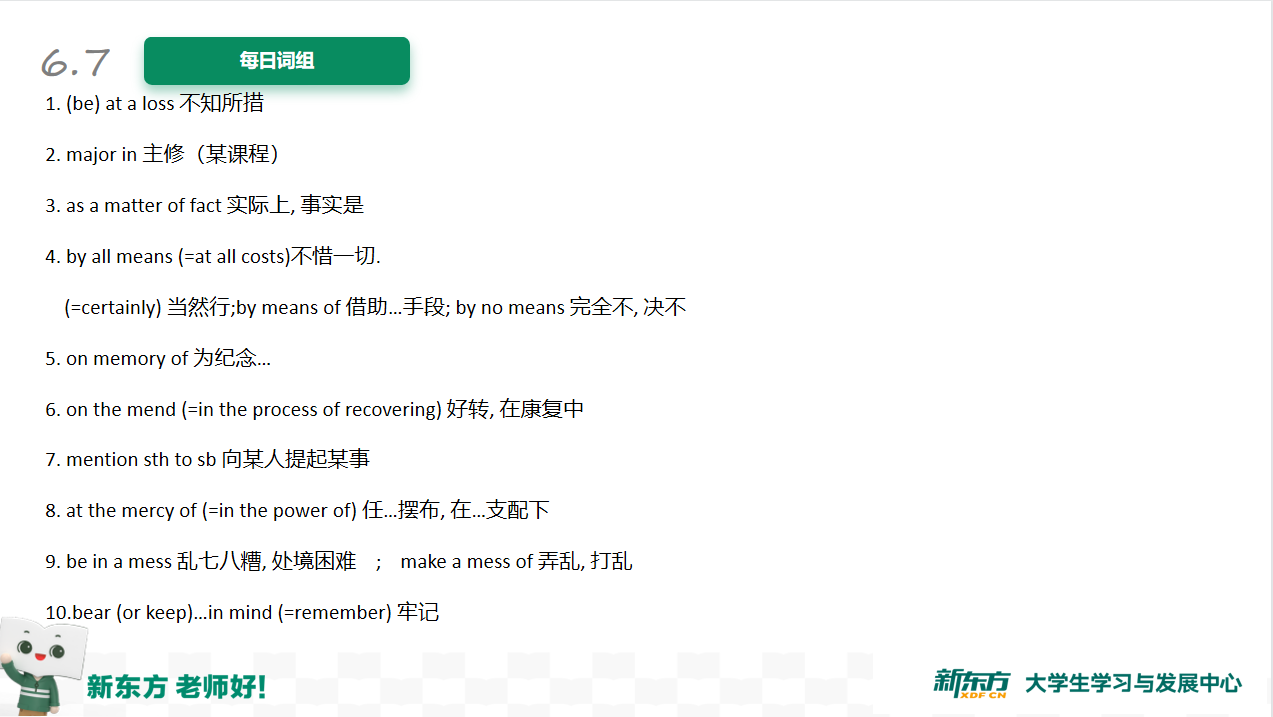 6.7
每日词组
1. (be) at a loss 不知所措
2. major in 主修（某课程）
3. as a matter of fact 实际上, 事实是
4. by all means (=at all costs)不惜一切.
(=certainly) 当然行;by means of 借助…手段; by no means 完全不, 决不
5. on memory of 为纪念…
6. on the mend (=in the process of recovering) 好转, 在康复中
7. mention sth to sb 向某人提起某事
8. at the mercy of (=in the power of) 任…摆布, 在…支配下
9. be in a mess 乱七八糟, 处境困难 ; make a mess of 弄乱, 打乱
10.bear (or keep)…in mind (=remember) 牢记
新东方 老师好!
新东方 XDF.CN 大学生学习与发展中心